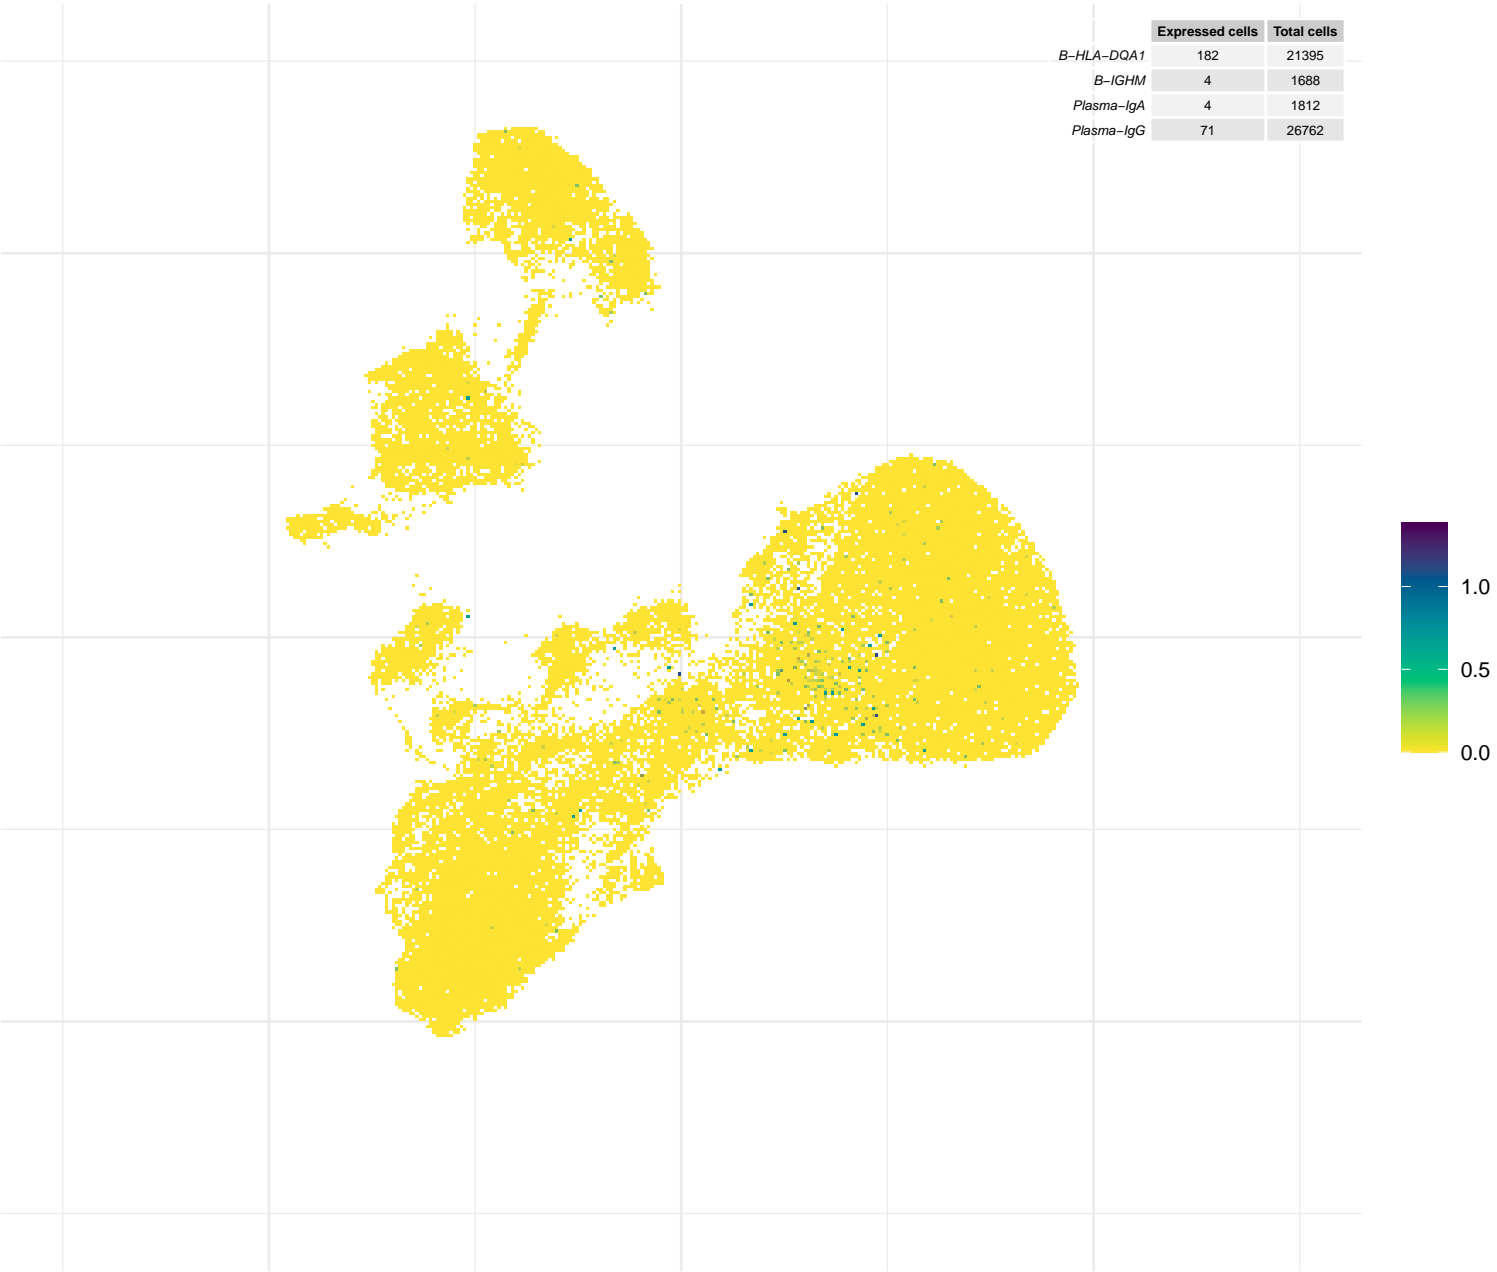 Expressed cells Total cells
B−HLA−DQA1 182 21395
B−IGHM 4 1688
Plasma−IgA 4 1812
Plasma−IgG 71 26762
1.0
0.5
0.0